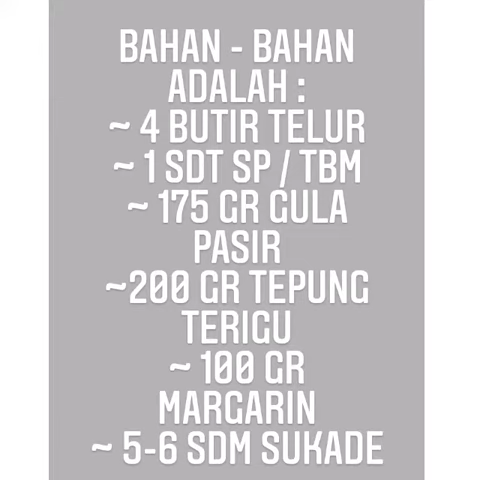 BAHAN - BAHAN
ADALAH :
~ 4 BUTIR TELUR
~ 1 SDT SP / TBM
~ 175 GR GULA
PASIR
~200 GR TEPUNG
TERIGU
~ 100 GR
MARGARIN
~ 5-6 SDM SUKADE